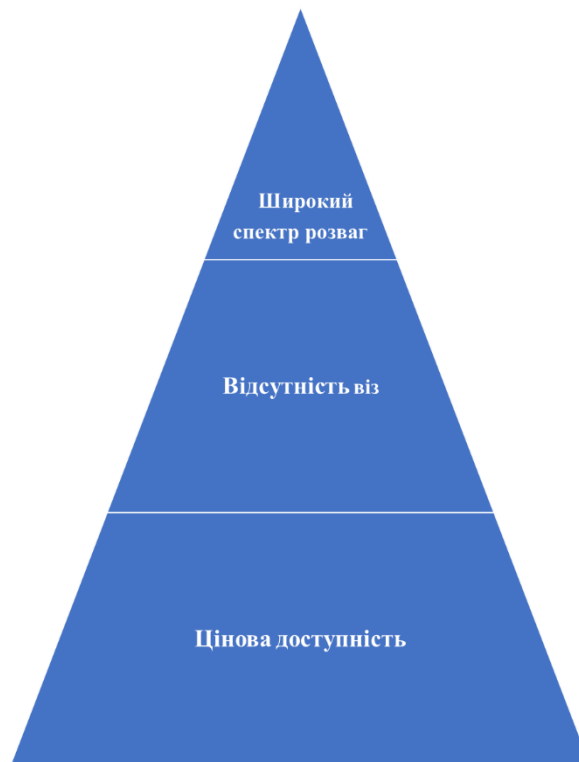 Широкий
спектр розваг
Відсутність віз
Цінова доступність